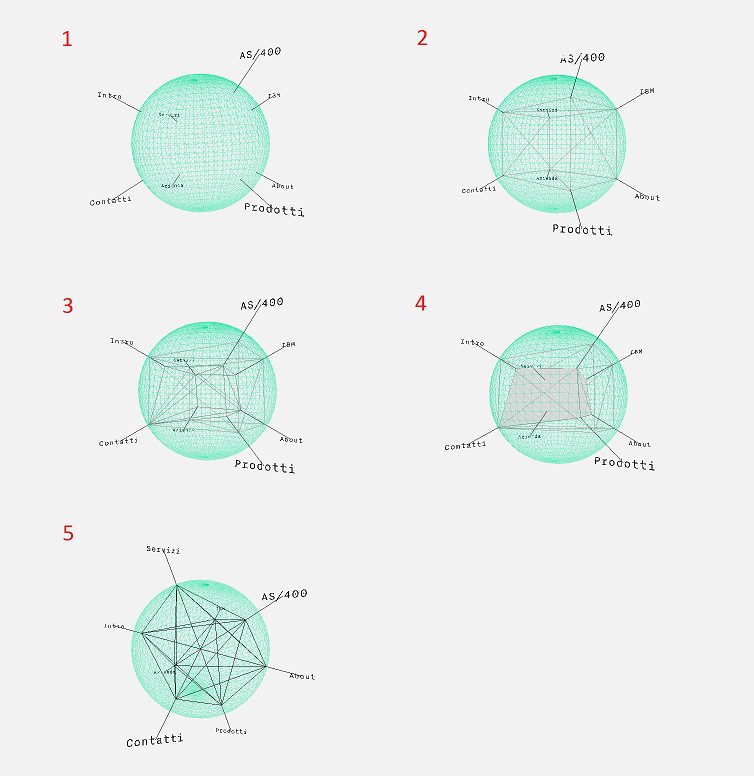 1
AS/400
Intro
IBM
Servizi
Azienda
About
Contatti
Prodotti
2
AS/400
Intro
IBM
Servizi
Azienda
Contatti
About
Prodotti
3
AS/400
Intro
IBM
Servizi
Azienda
Contatti
About
Prodotti
4
AS/400
Intro
IBM
Servizi
Azienda
Contatti
About
Prodotti
5
Servizi
AS/400
IBM
Intro
Azienda
About
Prodotti
Contatti